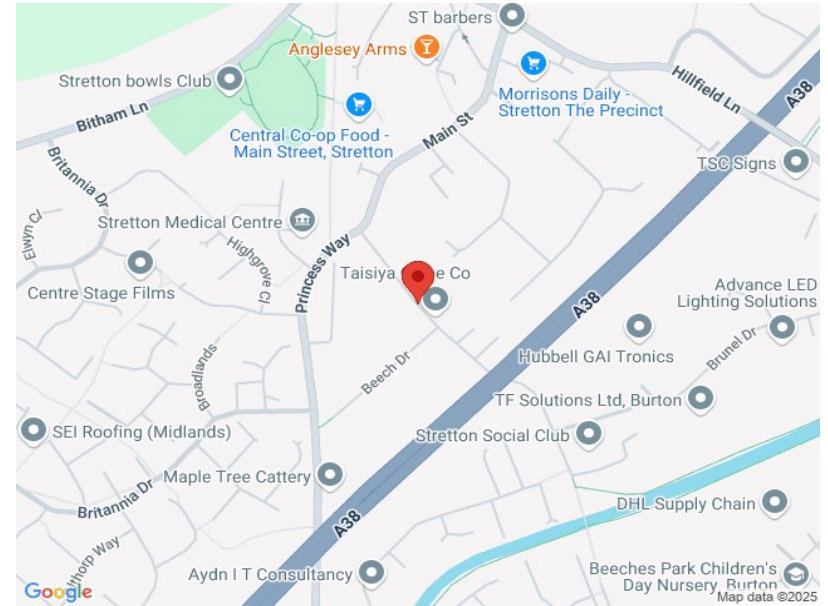 ST barbers
Anglesey Arms
Stretton bowls Club
Morrisons Daily -
Stretton The Precinct
Hillfield Ln
A38
Bitham Ln
Central Co-op Food -
Main Street, Stretton
Main St
TSC Signs
Britannia Dr
Elwyn Cl
Stretton Medical Centre
Highgrove Cl
Princess Way
Taisiya
Co
Centre Stage Films
Advance LED
Lighting Solutions
A38
Hubbell GAI Tronics
Brunel Dr
Broadlands
Beech Dr
TF Solutions Ltd, Burton
SEI Roofing (Midlands)
Stretton Social Club
Maple Tree Cattery
Britannia Dr
DHL Supply Chain
A38
Way
Aydn I T Consultancy
Beeches Park Children's
Day Nursery, Burton
Google
Map data ©2025